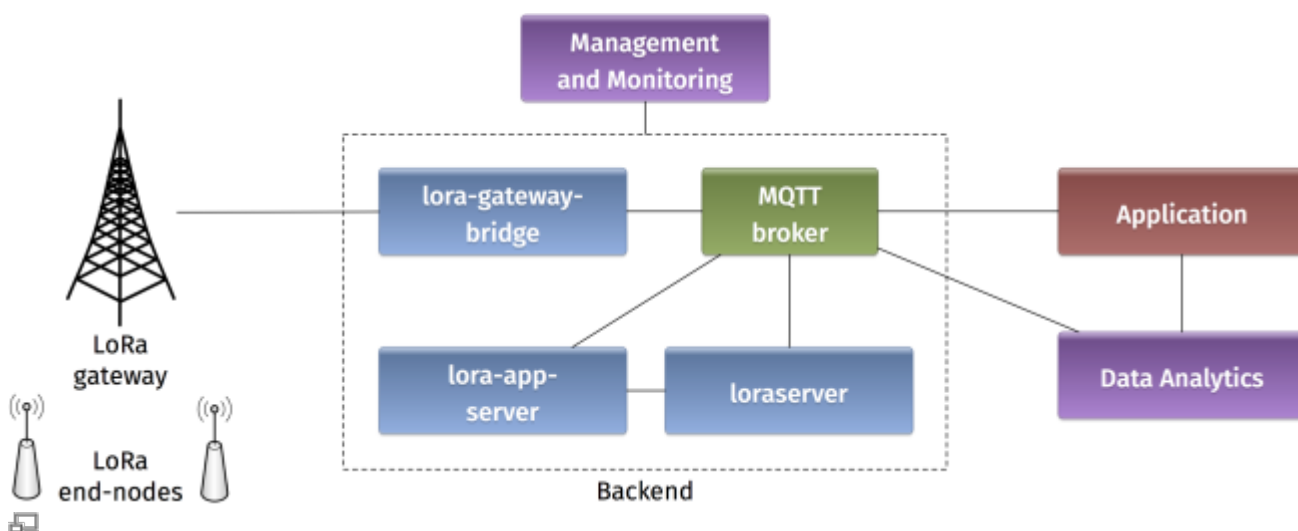 Management
and Monitoring
lora-gateway-
bridge
MQTT
broker
Application
LoRa
gateway
lora-app-
server
loraserver
Data Analytics
LoRa
end-nodes
Backend